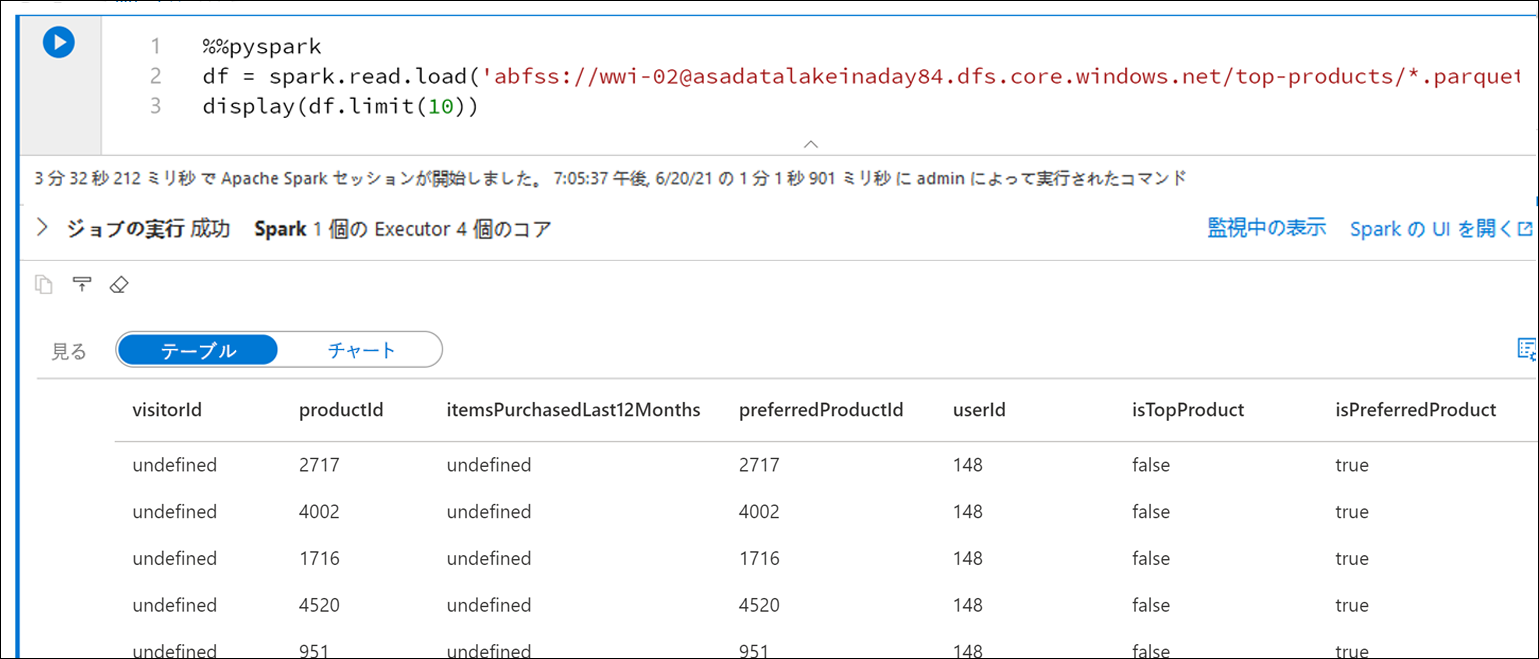 1 %%pyspark
2 df = spark.read.load('abfss://wwi-02@asadatalakeinaday84.dfs.core.windows.net/top-products/*.parquet
3 display(df.limit(10))
3 分 32 秒 212 ミリ秒 で Apache Spark セッションが開始しました。 7:05:37 午後, 6/20/21 の 1 分 1 秒 901 ミリ秒 に admin によって実行されたコマンド
ジョブの実行 成功 Spark 1 個の Executor 4 個のコア 監視中の表示 Spark の UI を開く
見る テーブル チャート
visitorId productId itemsPurchasedLast12Months preferredProductId userId isTopProduct isPreferredProduct
undefined 2717 undefined 2717 148 false true
undefined 4002 undefined 4002 148 false true
undefined 1716 undefined 1716 148 false true
undefined 4520 undefined 4520 148 false true
undefined 951 undefined 951 148 false true